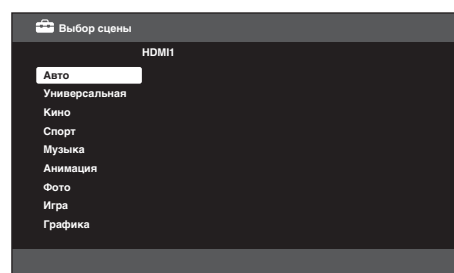 Выбор сцены
HDMI1
Авто
Универсальная
Кино
Спорт
Музыка
Анимация
Фото
Игра
Графика